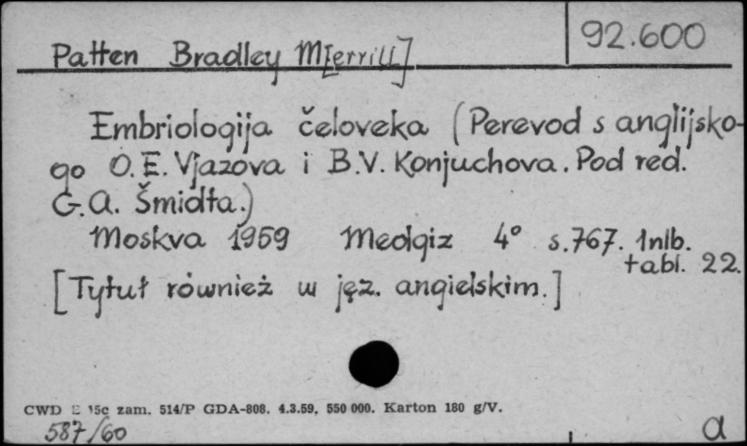 92.600
Patten Bradley M[errill]
Embriologija čeloveka (Perevod s anglijsko-
go O.E. Vjazova i B.V. Konjuchova. Pod red.
G.A. Šmidta.)
Moskva 1959 Medgiz 4° s.767. 1nlb.
tabl. 22.
[Tytuł również w jęz. angielskim.]
CWD zam. 514/P GDA-808. 4.3.59. 550 000. Karton 180 g/V.
587/60
a